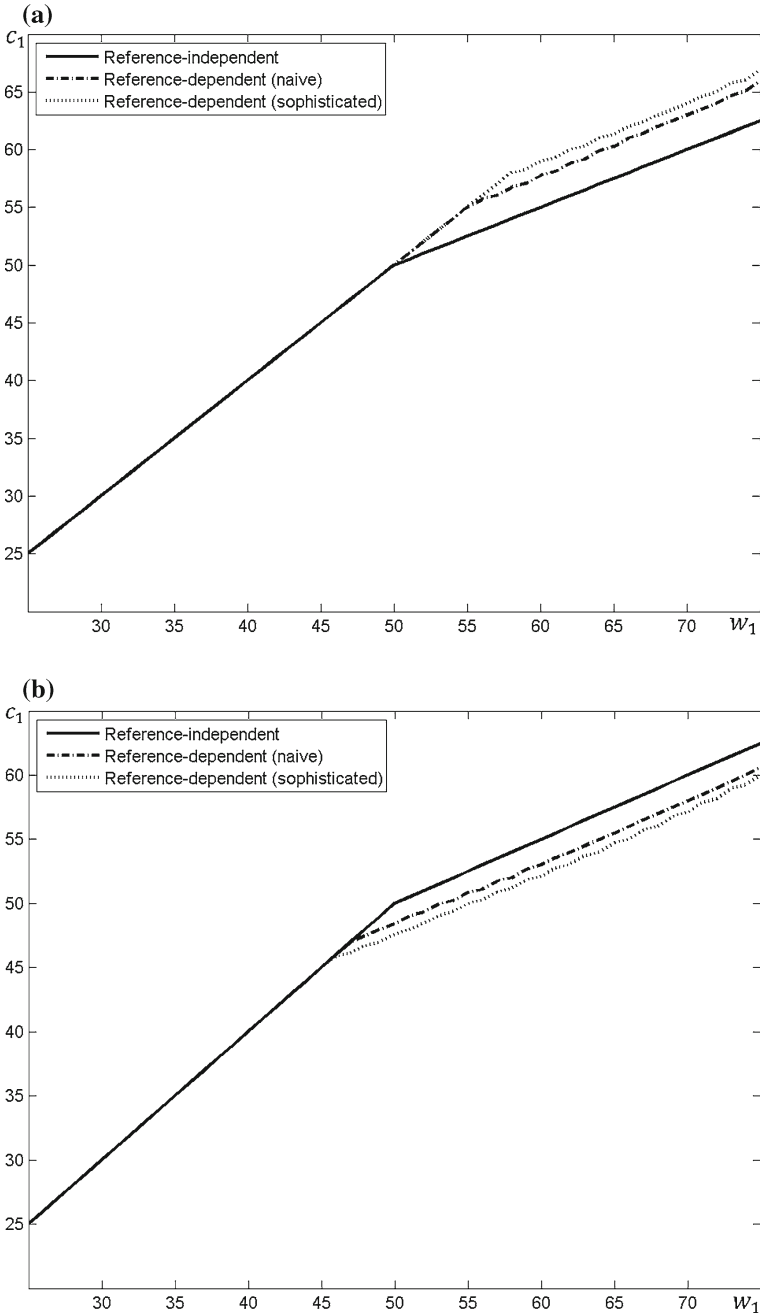 (a)
c₁
Reference-independent
Reference-dependent (naive)
Reference-dependent (sophisticated)
65
60
55
50
45
40
35
30
25
30 35 40 45 50 55 60 65 70 w₁
(b)
c₁
Reference-independent
Reference-dependent (naive)
Reference-dependent (sophisticated)
60
55
50
45
40
35
30
25
30 35 40 45 50 55 60 65 70 w₁